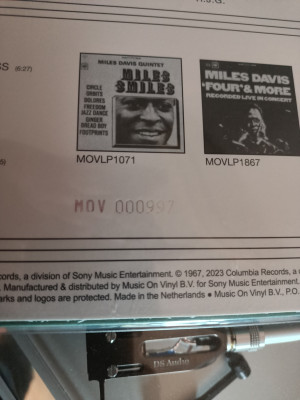 SS (6:27)
MILES DAVIS QUINTET
MILES
SMILES
CIRCLE
ORBITS
DOLORES
FREEDOM
JAZZ DANCE
GINGER
BREAD BOY
FOOTPRINTS
MILES DAVIS
'FOUR' & MORE
RECORDED LIVE IN CONCERT
MOVLP1071
MOVLP1867
MOV 000997
cords, a division of Sony Music Entertainment. © 1967, 2023 Columbia Records, a
. Manufactured & distributed by Music On Vinyl B.V. for Sony Music Entertainment.
arks and logos are protected. Made in the Netherlands ● Music On Vinyl B.V., P.O.
DS Audio